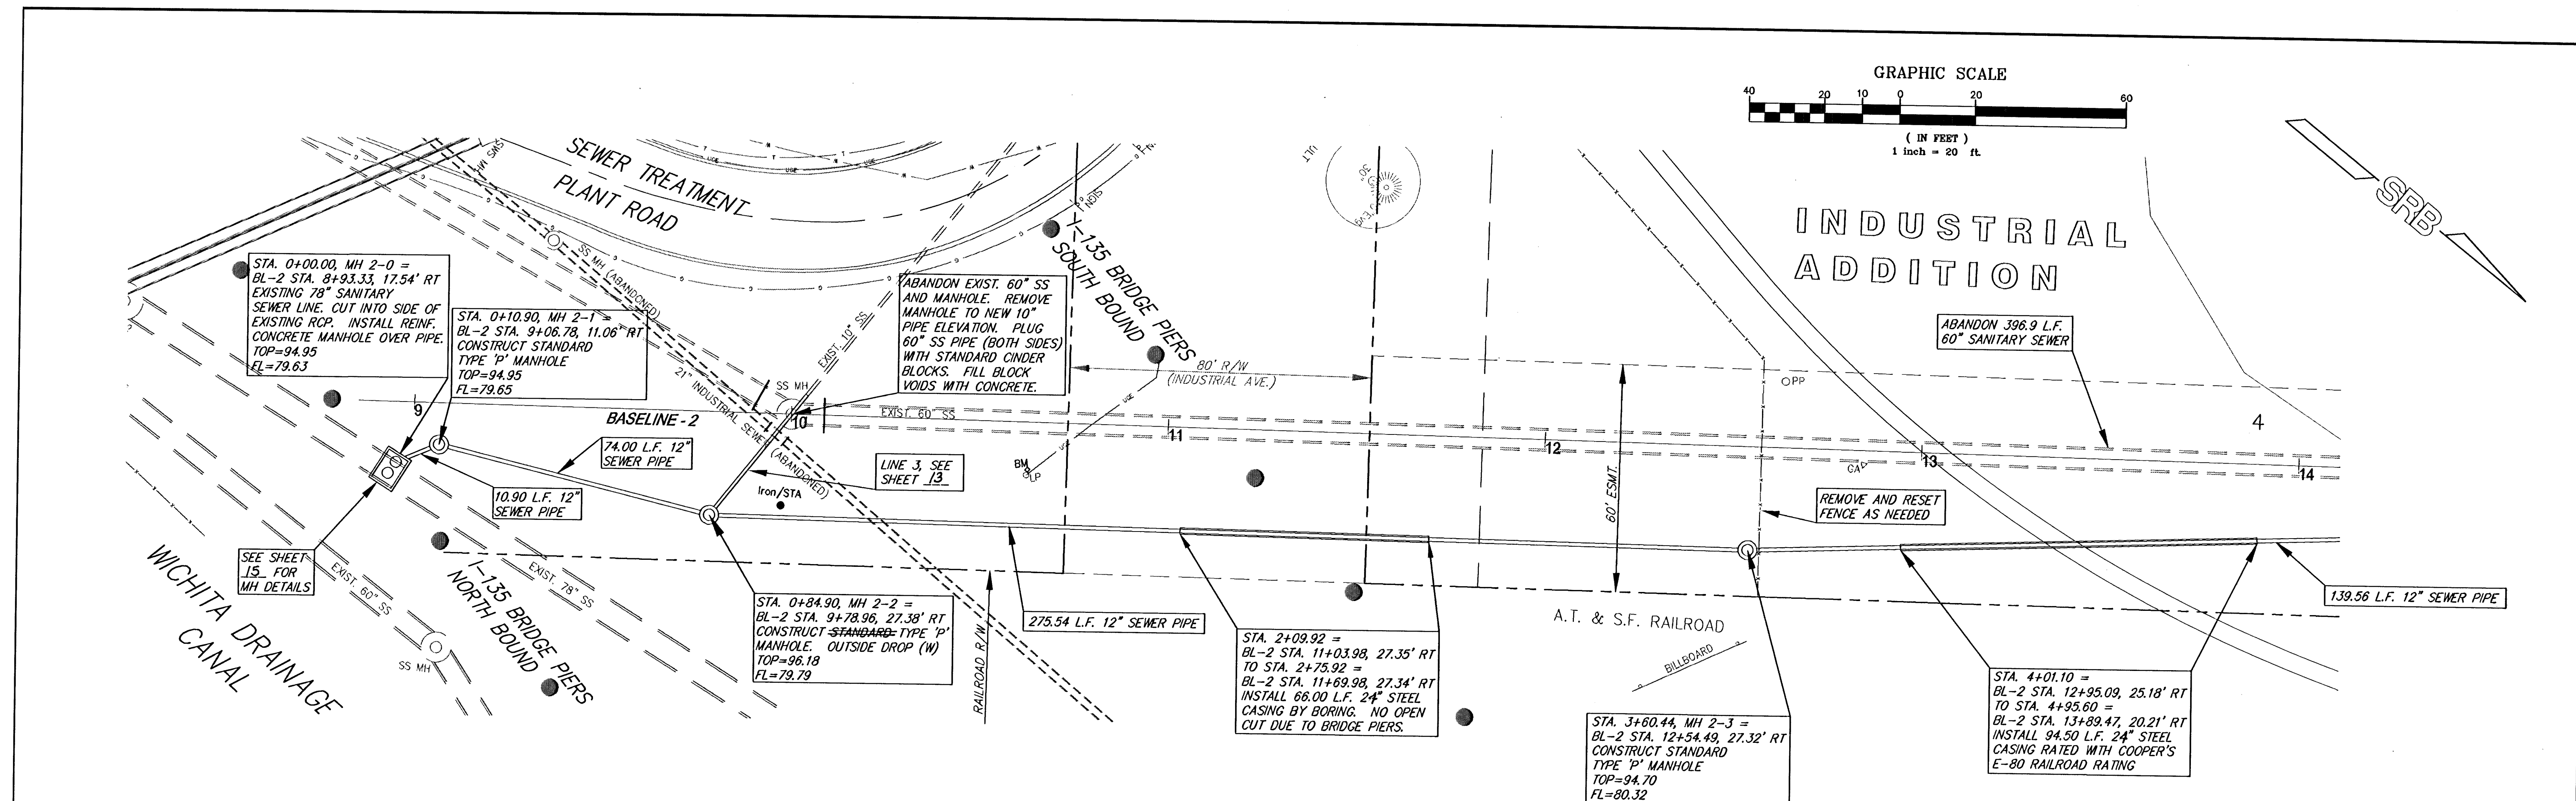 GRAPHIC SCALE
40 20 10 0 20 60
( IN FEET )
1 inch = 20 ft.
SRB
INDUSTRIAL
ADDITION
SEWER TREATMENT
PLANT ROAD
SWS MH
UGE
UGE
SS MH (ABANDONED)
21" INDUSTRIAL SEWER (ABANDONED)
EXIST. 10" SS
SIGN
I-135 BRIDGE PIERS
SOUTH BOUND
30"
STA. 0+00.00, MH 2-0 =
BL-2 STA. 8+93.33, 17.54' RT
EXISTING 78" SANITARY
SEWER LINE. CUT INTO SIDE OF
EXISTING RCP. INSTALL REINF.
CONCRETE MANHOLE OVER PIPE.
TOP=94.95
FL=79.63
STA. 0+10.90, MH 2-1 =
BL-2 STA. 9+06.78, 11.06' RT
CONSTRUCT STANDARD
TYPE 'P' MANHOLE
TOP=94.95
FL=79.65
ABANDON EXIST. 60" SS
AND MANHOLE. REMOVE
MANHOLE TO NEW 10"
PIPE ELEVATION. PLUG
60" SS PIPE (BOTH SIDES)
WITH STANDARD CINDER
BLOCKS. FILL BLOCK
VOIDS WITH CONCRETE.
80' R/W
(INDUSTRIAL AVE.)
ABANDON 396.9 L.F.
60" SANITARY SEWER
OPP
4
SS MH
9
BASELINE-2
10
EXIST. 60" SS
UGE
11
12
13
14
74.00 L.F. 12"
SEWER PIPE
LINE 3, SEE
SHEET 13
BM
LP
GA
Iron/STA
60' ESMT.
10.90 L.F. 12"
SEWER PIPE
REMOVE AND RESET
FENCE AS NEEDED
SEE SHEET
15 FOR
MH DETAILS
EXIST. 60" SS
EXIST. 78" SS
SS MH
WICHITA DRAINAGE
CANAL
I-135 BRIDGE PIERS
NORTH BOUND
STA. 0+84.90, MH 2-2 =
BL-2 STA. 9+78.96, 27.38' RT
CONSTRUCT STANDARD TYPE 'P'
MANHOLE. OUTSIDE DROP (W)
TOP=96.18
FL=79.79
RAILROAD R/W
275.54 L.F. 12" SEWER PIPE
STA. 2+09.92 =
BL-2 STA. 11+03.98, 27.35' RT
TO STA. 2+75.92 =
BL-2 STA. 11+69.98, 27.34' RT
INSTALL 66.00 L.F. 24" STEEL
CASING BY BORING. NO OPEN
CUT DUE TO BRIDGE PIERS.
A.T. & S.F. RAILROAD
BILLBOARD
139.56 L.F. 12" SEWER PIPE
STA. 3+60.44, MH 2-3 =
BL-2 STA. 12+54.49, 27.32' RT
CONSTRUCT STANDARD
TYPE 'P' MANHOLE
TOP=94.70
FL=80.32
STA. 4+01.10 =
BL-2 STA. 12+95.09, 25.18' RT
TO STA. 4+95.60 =
BL-2 STA. 13+89.47, 20.21' RT
INSTALL 94.50 L.F. 24" STEEL
CASING RATED WITH COOPER'S
E-80 RAILROAD RATING